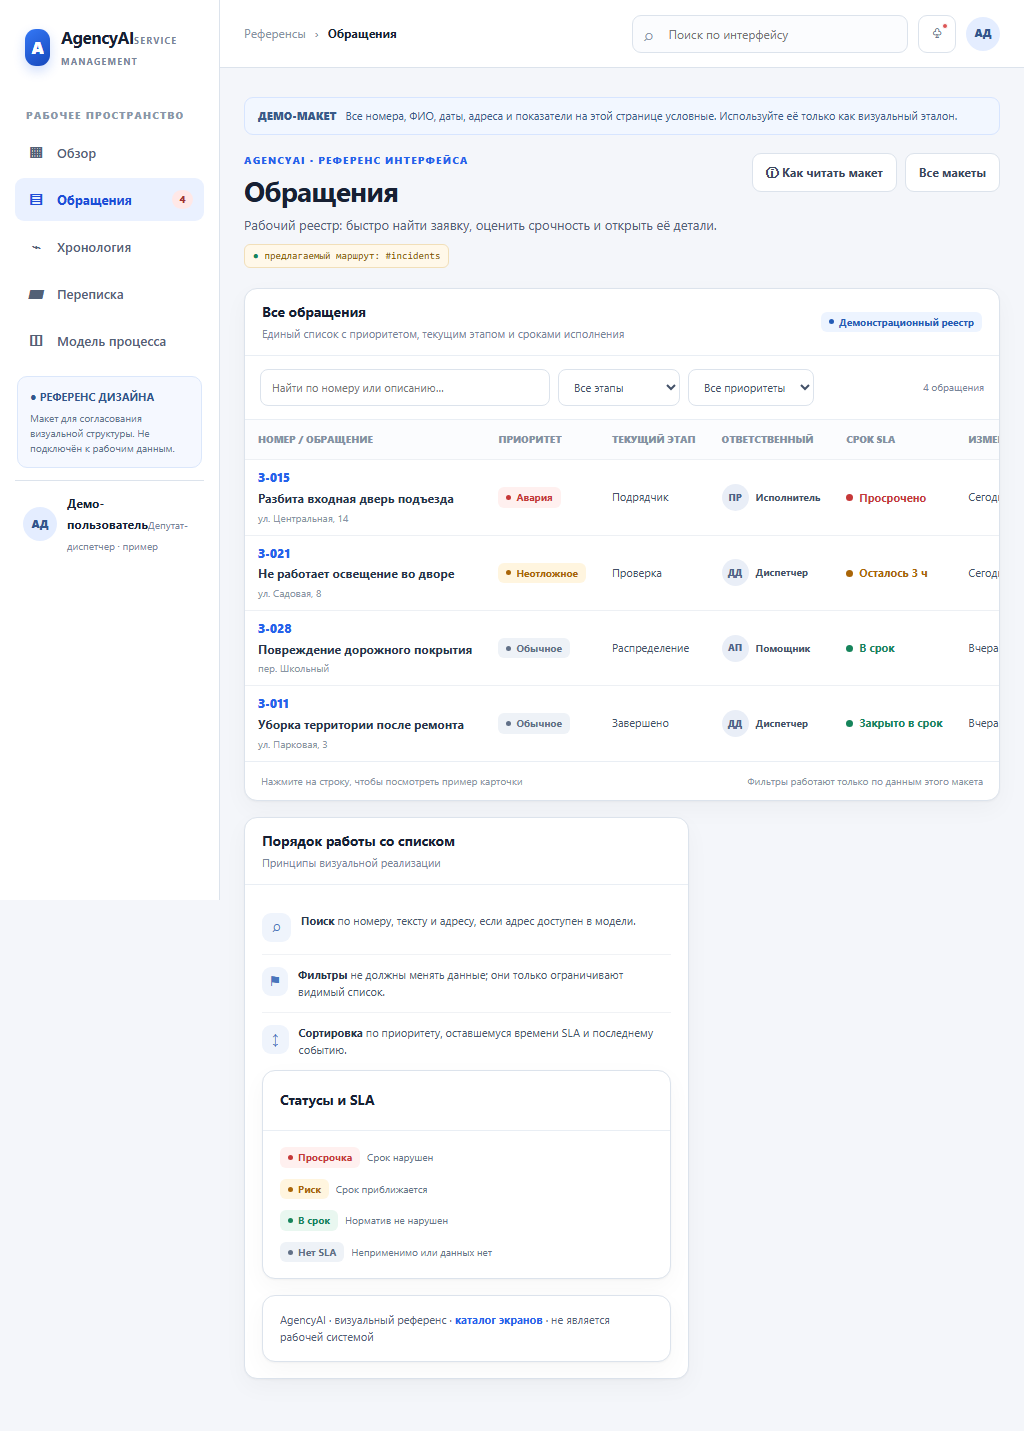 A
AgencyAI SERVICE
MANAGEMENT
РАБОЧЕЕ ПРОСТРАНСТВО
Обзор
Обращения 4
Хронология
Переписка
Модель процесса
● РЕФЕРЕНС ДИЗАЙНА
Макет для согласования
визуальной структуры. Не
подключён к рабочим данным.
АД
Демо-
пользовательДепутат-
диспетчер · пример
Референсы › Обращения
Поиск по интерфейсу
АД
ДЕМО-МАКЕТ Все номера, ФИО, даты, адреса и показатели на этой странице условные. Используйте её только как визуальный эталон.
AGENCYAI · РЕФЕРЕНС ИНТЕРФЕЙСА
Обращения
Рабочий реестр: быстро найти заявку, оценить срочность и открыть её детали.
предлагаемый маршрут: #incidents
Как читать макет
Все макеты
Все обращения
Единый список с приоритетом, текущим этапом и сроками исполнения
Демонстрационный реестр
Найти по номеру или описанию...
Все этапы
Все приоритеты
4 обращения
НОМЕР / ОБРАЩЕНИЕ ПРИОРИТЕТ ТЕКУЩИЙ ЭТАП ОТВЕТСТВЕННЫЙ СРОК SLA
З-015
Разбита входная дверь подъезда
ул. Центральная, 14
Авария Подрядчик ПР Исполнитель Просрочено
З-021
Не работает освещение во дворе
ул. Садовая, 8
Неотложное Проверка ДД Диспетчер Осталось 3 ч
З-028
Повреждение дорожного покрытия
пер. Школьный
Обычное Распределение АП Помощник В срок Вчера
З-011
Уборка территории после ремонта
ул. Парковая, 3
Обычное Завершено ДД Диспетчер Закрыто в срок Вчера
Нажмите на строку, чтобы посмотреть пример карточки
Фильтры работают только по данным этого макета
Порядок работы со списком
Принципы визуальной реализации
Поиск по номеру, тексту и адресу, если адрес доступен в модели.
Фильтры не должны менять данные; они только ограничивают
видимый список.
Сортировка по приоритету, оставшемуся времени SLA и последнему
событию.
Статусы и SLA
Просрочка Срок нарушен
Риск Срок приближается
В срок Норматив не нарушен
Нет SLA Неприменимо или данных нет
AgencyAI · визуальный референс · каталог экранов · не является
рабочей системой